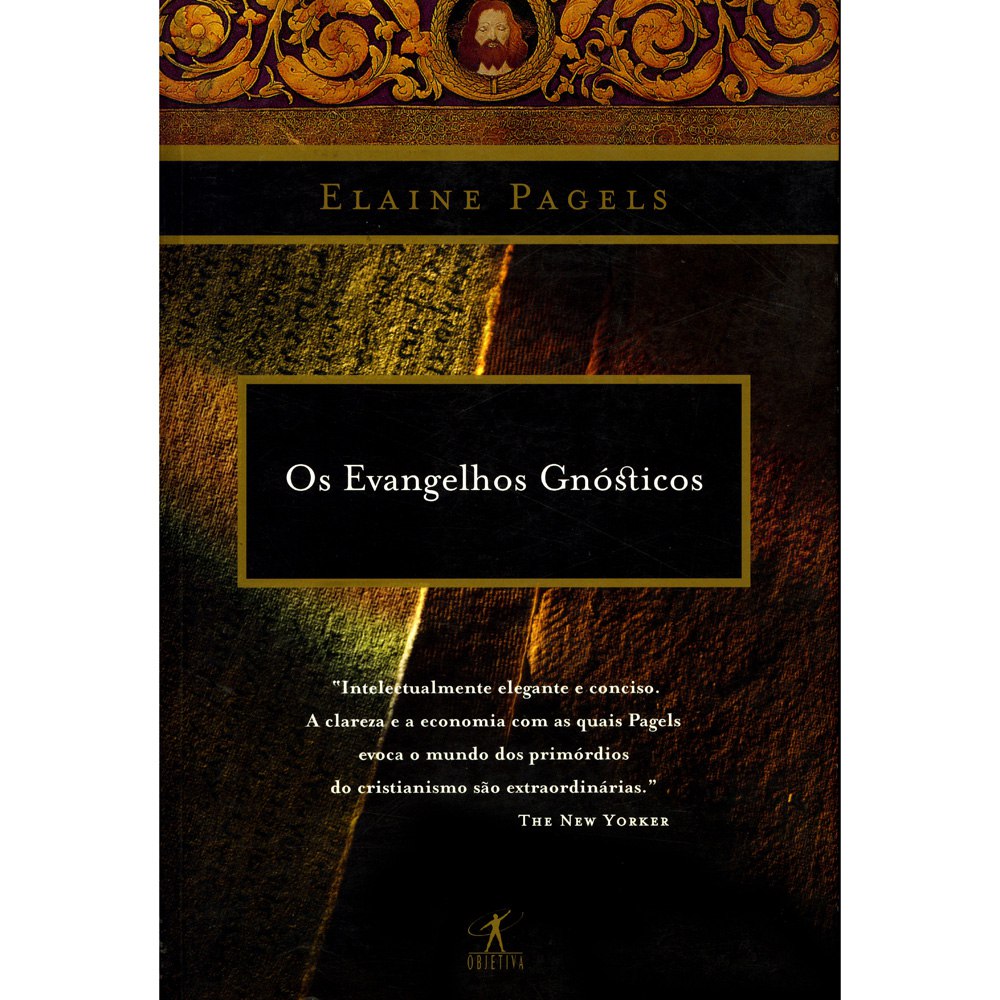 ELAINE PAGELS
Os Evangelhos Gnósticos
"Intelectualmente elegante e conciso.
A clareza e a economia com as quais Pagels
evoca o mundo dos primórdios
do cristianismo são extraordinárias."
THE NEW YORKER
OBJETIVA